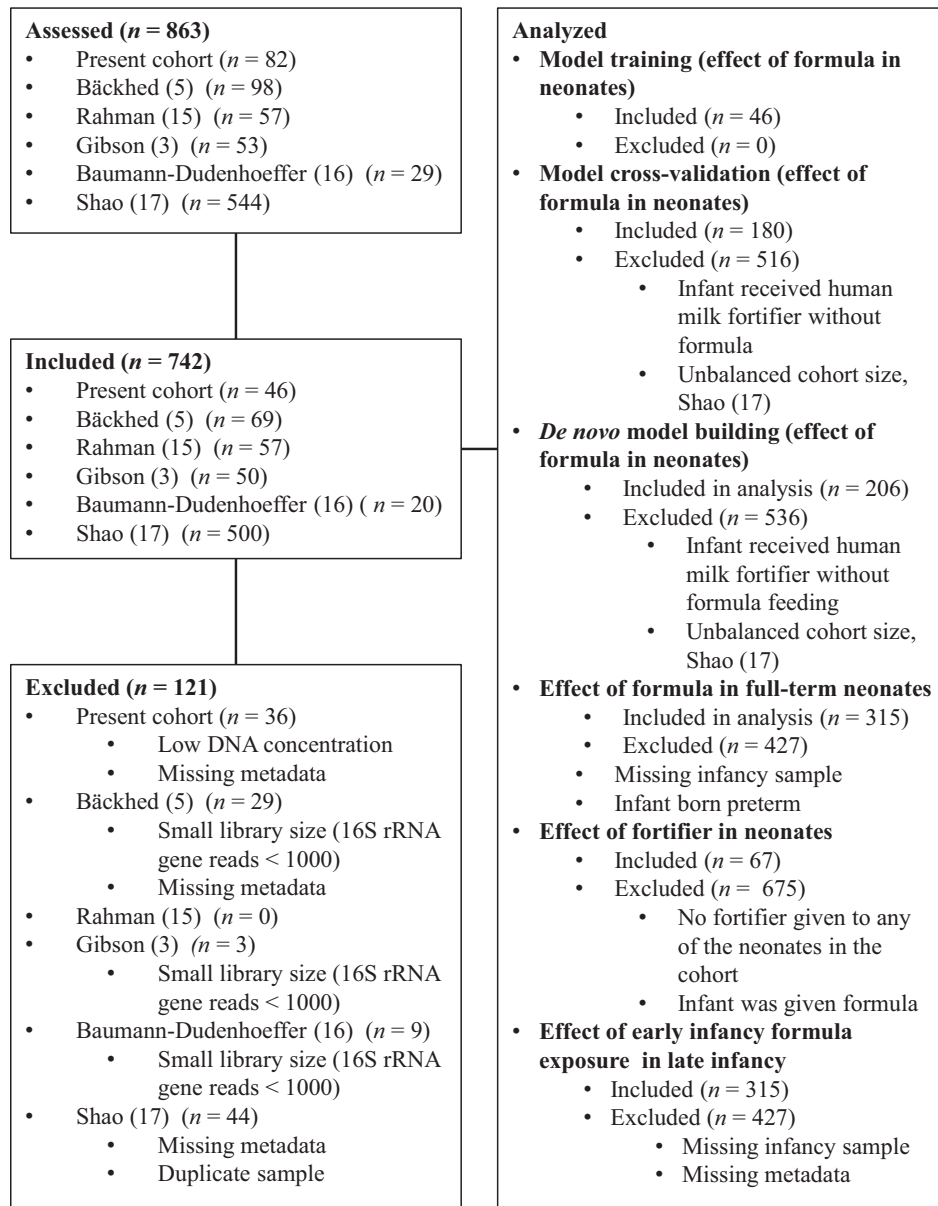 Assessed (n = 863)
• Present cohort (n = 82)
• Bäckhed (5) (n = 98)
• Rahman (15) (n = 57)
• Gibson (3) (n = 53)
• Baumann-Dudenhoeffer (16) (n = 29)
• Shao (17) (n = 544)
Included (n = 742)
• Present cohort (n = 46)
• Bäckhed (5) (n = 69)
• Rahman (15) (n = 57)
• Gibson (3) (n = 50)
• Baumann-Dudenhoeffer (16) ( n = 20)
• Shao (17) (n = 500)
Excluded (n = 121)
• Present cohort (n = 36)
• Low DNA concentration
• Missing metadata
• Bäckhed (5) (n = 29)
• Small library size (16S rRNA
gene reads < 1000)
• Missing metadata
• Rahman (15) (n = 0)
• Gibson (3) (n = 3)
• Small library size (16S rRNA
gene reads < 1000)
• Baumann-Dudenhoeffer (16) (n = 9)
• Small library size (16S rRNA
gene reads < 1000)
• Shao (17) (n = 44)
• Missing metadata
• Duplicate sample
Analyzed
• Model training (effect of formula in
neonates)
• Included (n = 46)
• Excluded (n = 0)
• Model cross-validation (effect of
formula in neonates)
• Included (n = 180)
• Excluded (n = 516)
• Infant received human
milk fortifier without
formula
• Unbalanced cohort size,
Shao (17)
• De novo model building (effect of
formula in neonates)
• Included in analysis (n = 206)
• Excluded (n = 536)
• Infant received human
milk fortifier without
formula feeding
• Unbalanced cohort size,
Shao (17)
• Effect of formula in full-term neonates
• Included in analysis (n = 315)
• Excluded (n = 427)
• Missing infancy sample
• Infant born preterm
• Effect of fortifier in neonates
• Included (n = 67)
• Excluded (n = 675)
• No fortifier given to any
of the neonates in the
cohort
• Infant was given formula
• Effect of early infancy formula
exposure in late infancy
• Included (n = 315)
• Excluded (n = 427)
• Missing infancy sample
• Missing metadata